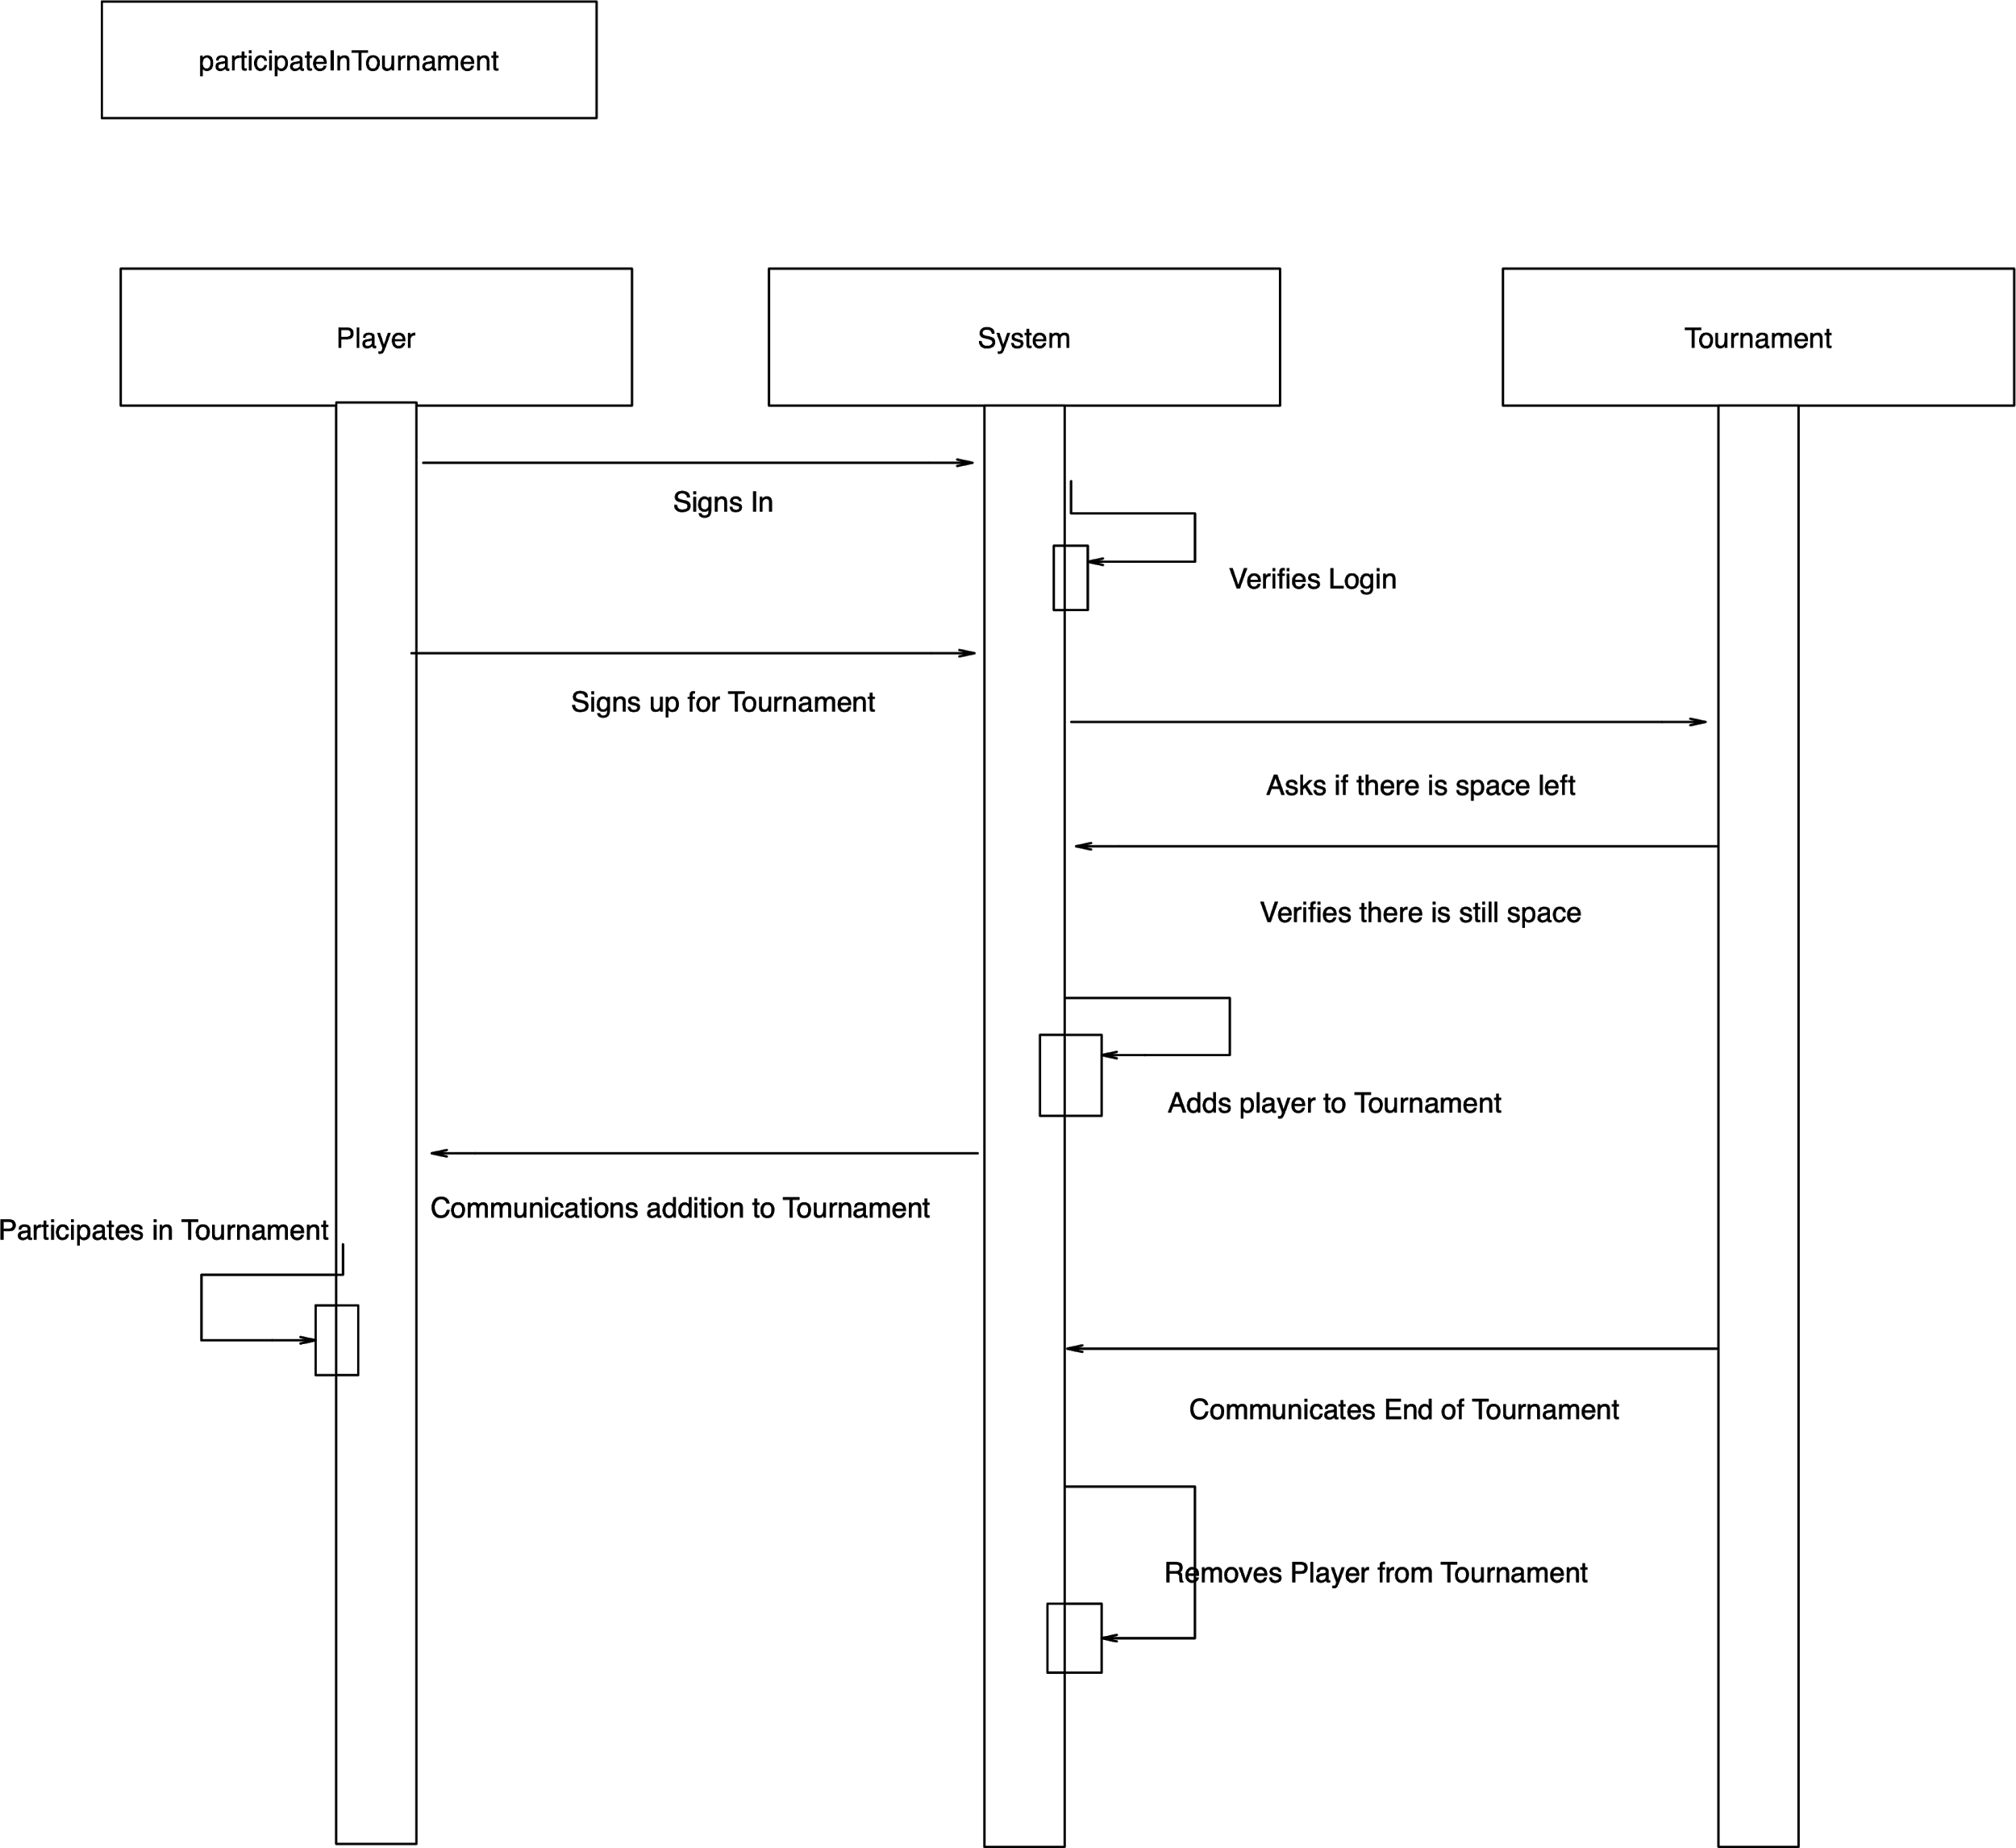 participateInTournament
Player
System
Tournament
Signs In
Verifies Login
Signs up for Tournament
Asks if there is space left
Verifies there is still space
Adds player to Tournament
Communications addition to Tournament
Participates in Tournament
Communicates End of Tournament
Removes Player from Tournament